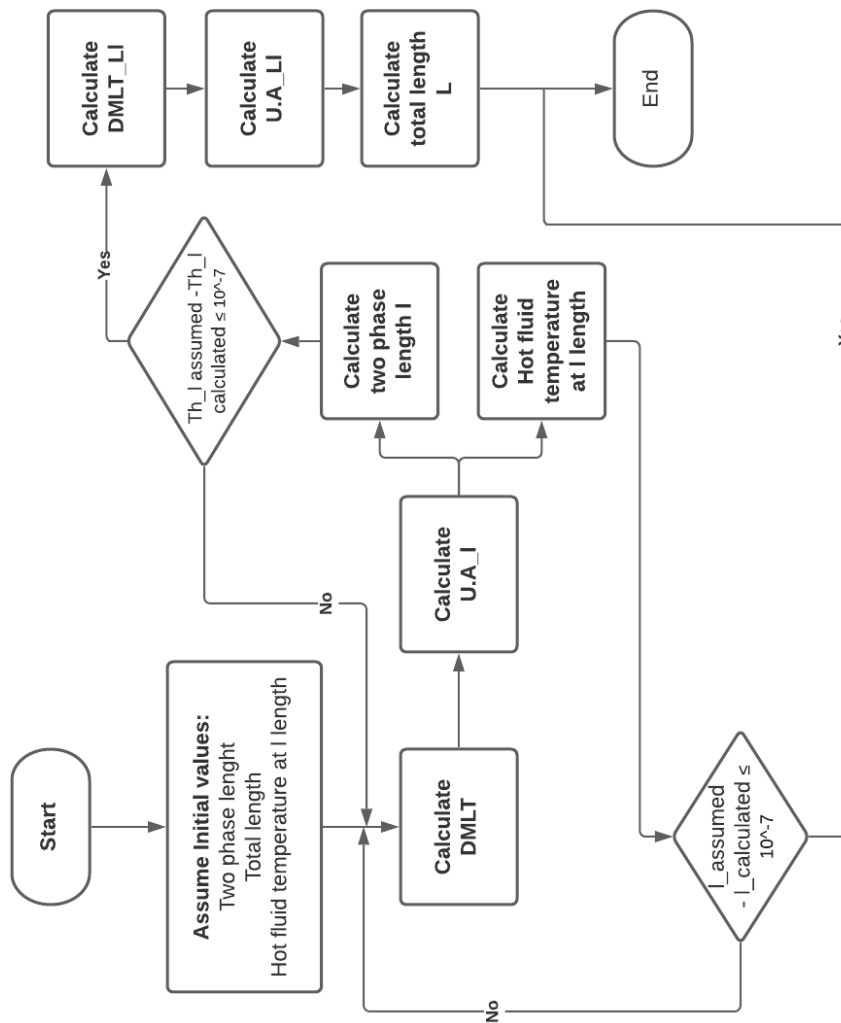 Start
Assume Initial values:
Two phase lenght
Total length
Hot fluid temperature at l length
Calculate
DMLT
Calculate
U.A_l
Calculate
two phase
length l
Calculate
Hot fluid
temperature
at l length
Th_l assumed -Th_l
calculated ≤ 10^-7
Yes
No
l_assumed
- l_calculated ≤
10^-7
No
Calculate
DMLT_Ll
Calculate
U.A_Ll
Calculate
total length
L
End